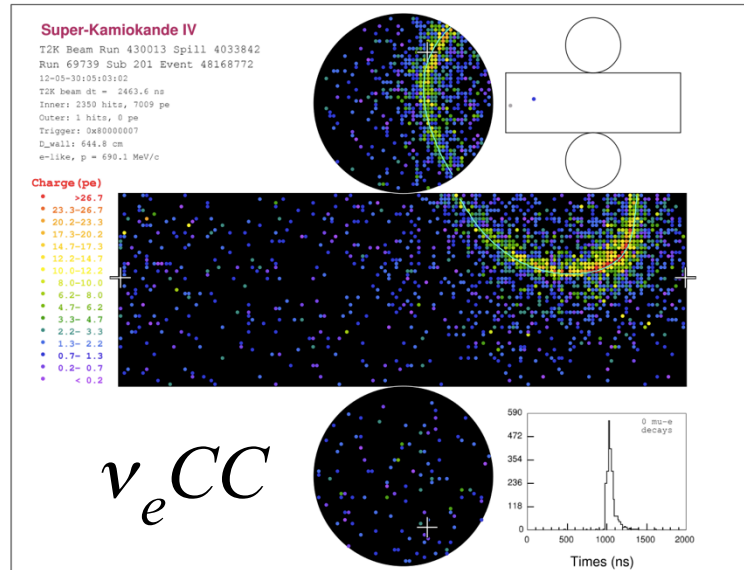 Super-Kamiokande IV
T2K Beam Run 430013 Spill 4033842
Run 69739 Sub 201 Event 48168772
12-05-30:05:03:02
T2K beam dt = 2463.6 ns
Inner: 2350 hits, 7009 pe
Outer: 1 hits, 0 pe
Trigger: 0x80000007
D_wall: 644.8 cm
e-like, p = 690.1 MeV/c
Charge(pe)
>26.7
23.3-26.7
20.2-23.3
17.3-20.2
14.7-17.3
12.2-14.7
10.0-12.2
8.0-10.0
6.2- 8.0
4.7- 6.2
3.3- 4.7
2.2- 3.3
1.3- 2.2
0.7- 1.3
0.2- 0.7
< 0.2
νeCC
0 mu-e
decays
590
472
354
236
118
0
0 500 1000 1500 2000
Times (ns)